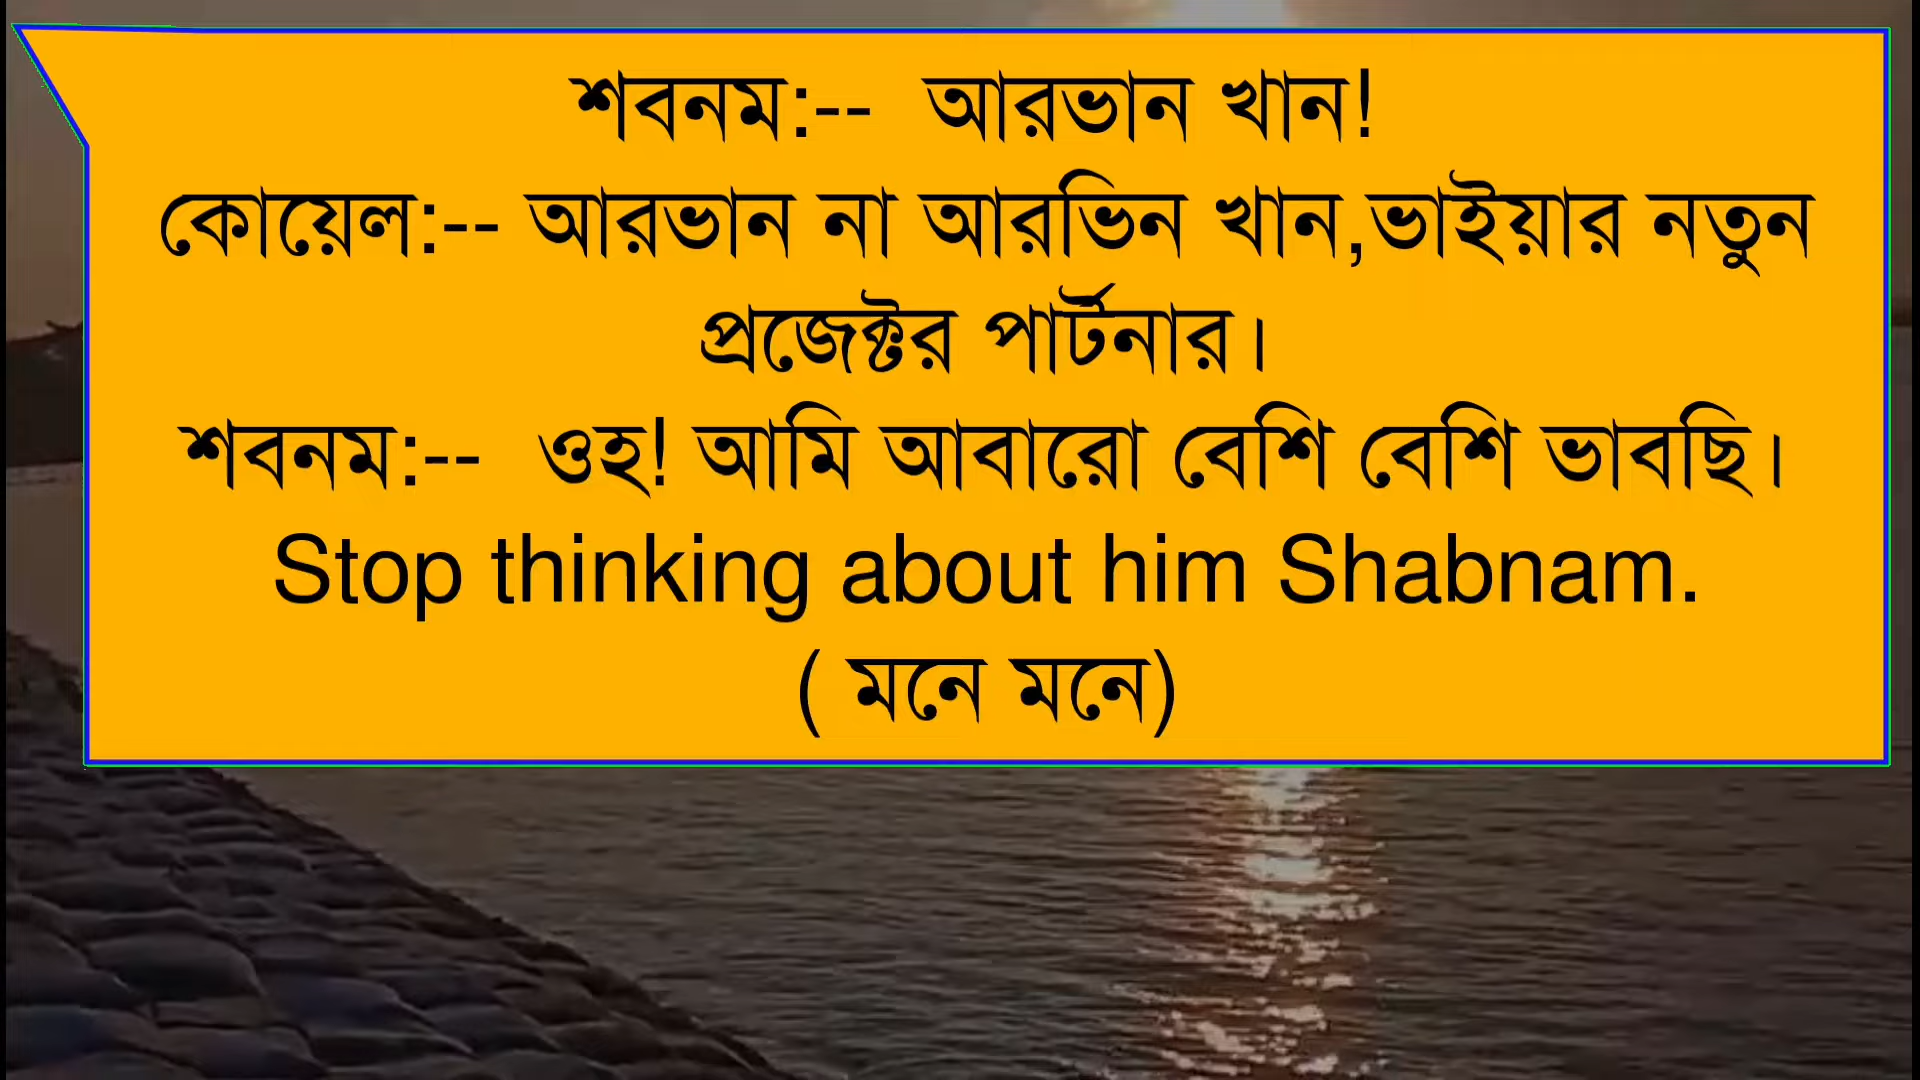 শবনম:--  আরভান খান!
কোয়েল:-- আরভান না আরভিন খান,ভাইয়ার নতুন
প্রজেক্টর পার্টনার।
শবনম:--  ওহ! আমি আবারো বেশি বেশি ভাবছি।
Stop thinking about him Shabnam.
( মনে মনে)